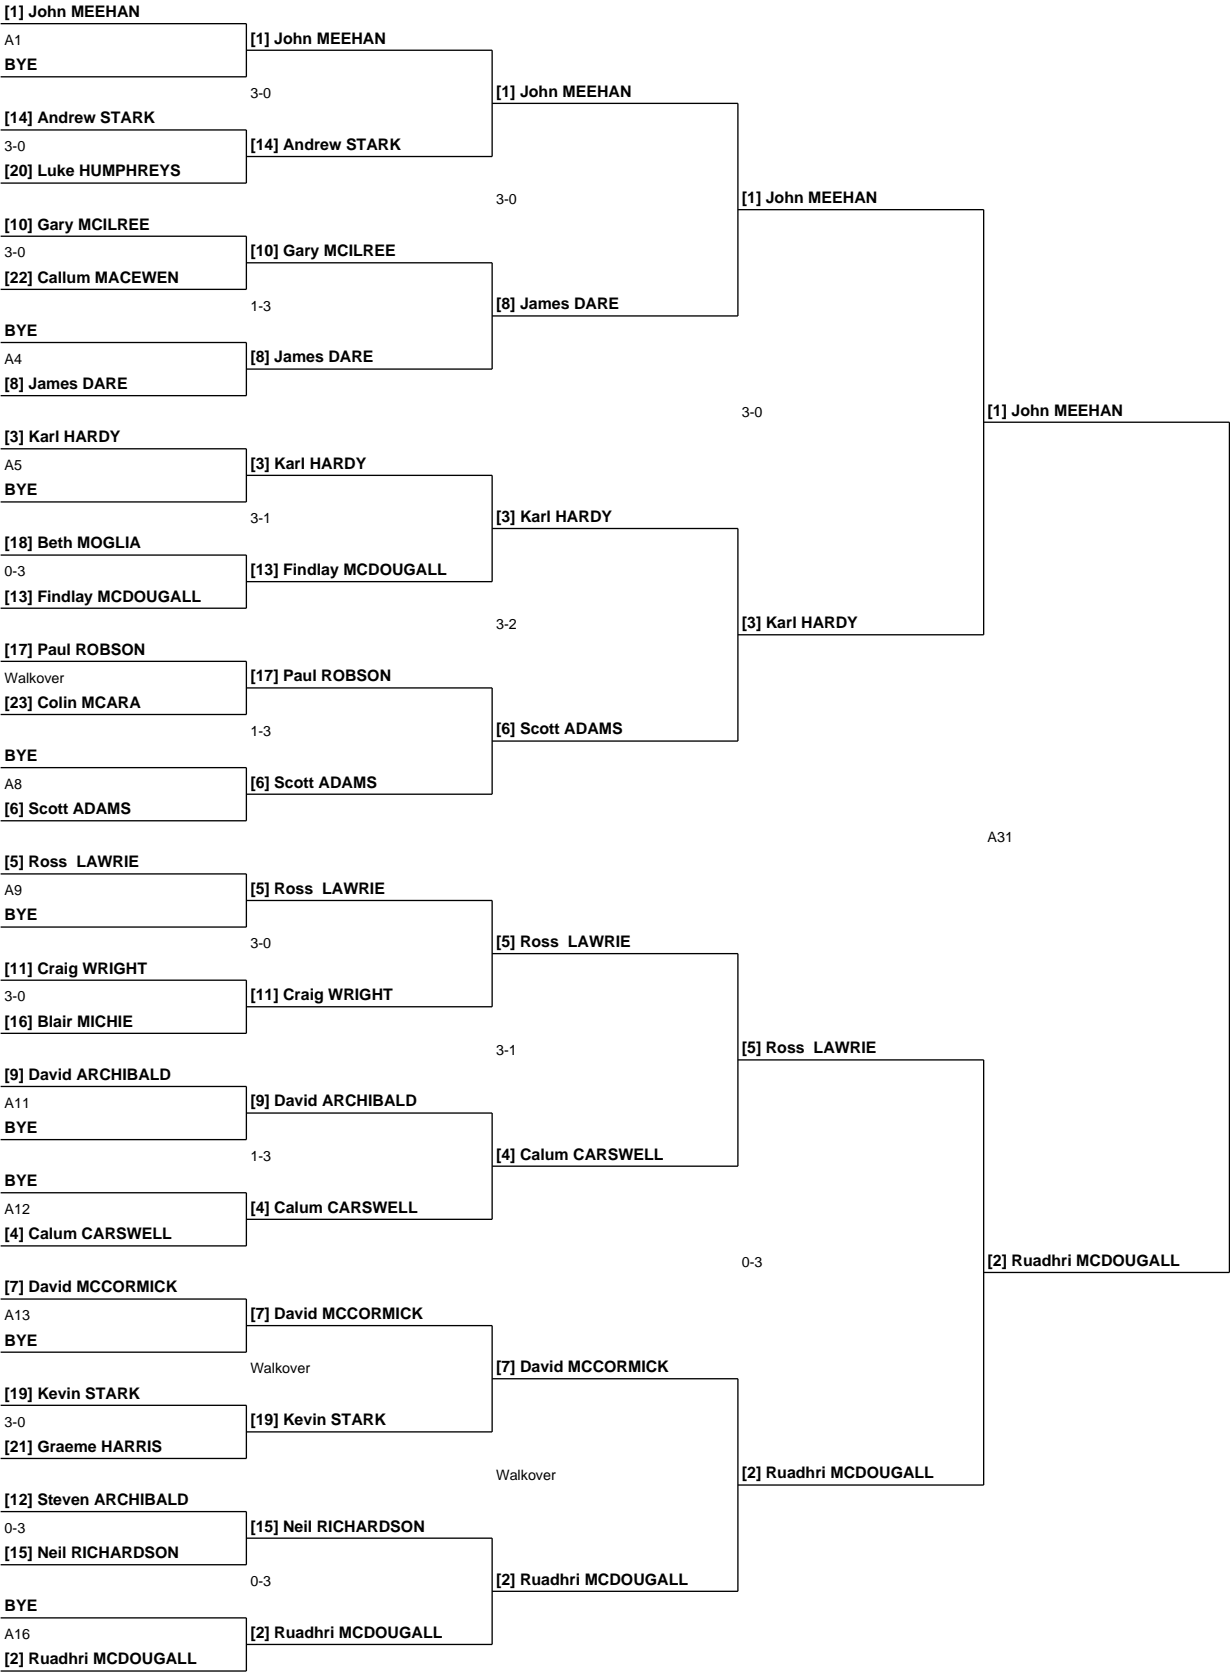 [1] John MEEHAN
A1
BYE
[1] John MEEHAN
3-0
[1] John MEEHAN
[14] Andrew STARK
3-0
[20] Luke HUMPHREYS
[14] Andrew STARK
3-0
[1] John MEEHAN
[10] Gary MCILREE
3-0
[22] Callum MACEWEN
[10] Gary MCILREE
1-3
[8] James DARE
BYE
A4
[8] James DARE
[8] James DARE
3-0
[1] John MEEHAN
[3] Karl HARDY
A5
BYE
[3] Karl HARDY
3-1
[3] Karl HARDY
[18] Beth MOGLIA
0-3
[13] Findlay MCDOUGALL
[13] Findlay MCDOUGALL
3-2
[3] Karl HARDY
[17] Paul ROBSON
Walkover
[23] Colin MCARA
[17] Paul ROBSON
1-3
[6] Scott ADAMS
BYE
A8
[6] Scott ADAMS
[6] Scott ADAMS
A31
[5] Ross  LAWRIE
A9
BYE
[5] Ross  LAWRIE
3-0
[5] Ross  LAWRIE
[11] Craig WRIGHT
3-0
[16] Blair MICHIE
[11] Craig WRIGHT
3-1
[5] Ross  LAWRIE
[9] David ARCHIBALD
A11
BYE
[9] David ARCHIBALD
1-3
[4] Calum CARSWELL
BYE
A12
[4] Calum CARSWELL
[4] Calum CARSWELL
0-3
[2] Ruadhri MCDOUGALL
[7] David MCCORMICK
A13
BYE
[7] David MCCORMICK
Walkover
[7] David MCCORMICK
[19] Kevin STARK
3-0
[21] Graeme HARRIS
[19] Kevin STARK
Walkover
[2] Ruadhri MCDOUGALL
[12] Steven ARCHIBALD
0-3
[15] Neil RICHARDSON
[15] Neil RICHARDSON
0-3
[2] Ruadhri MCDOUGALL
BYE
A16
[2] Ruadhri MCDOUGALL
[2] Ruadhri MCDOUGALL